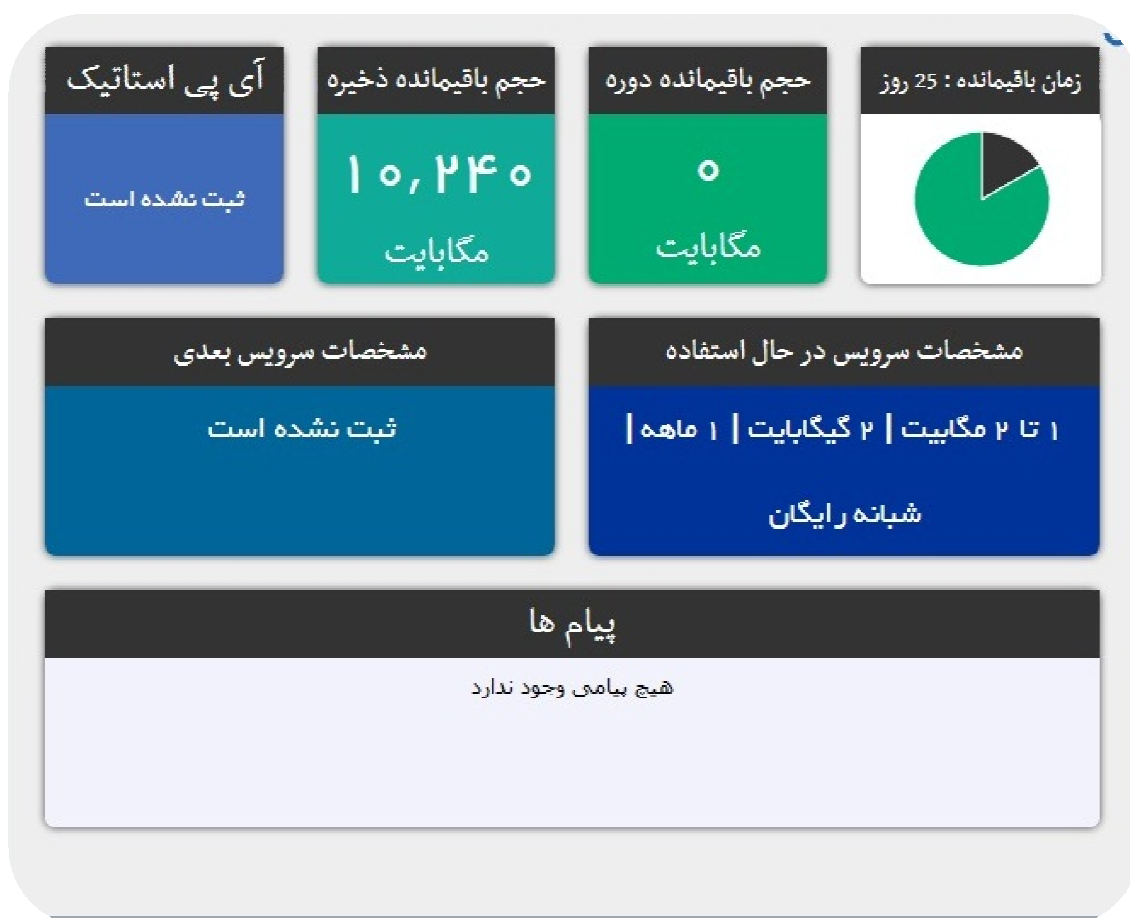 زمان باقیمانده : 25 روز
حجم باقیمانده دوره
۰
مگابایت
حجم باقیمانده ذخیره
۱۰,۲۴۰
مگابایت
آی پی استاتیک
ثبت نشده است
مشخصات سرویس در حال استفاده
۱ تا ۲ مگابیت | ۲ گیگابایت | ۱ ماهه |
شبانه رایگان
مشخصات سرویس بعدی
ثبت نشده است
پیام ها
هیچ پیامی وجود ندارد